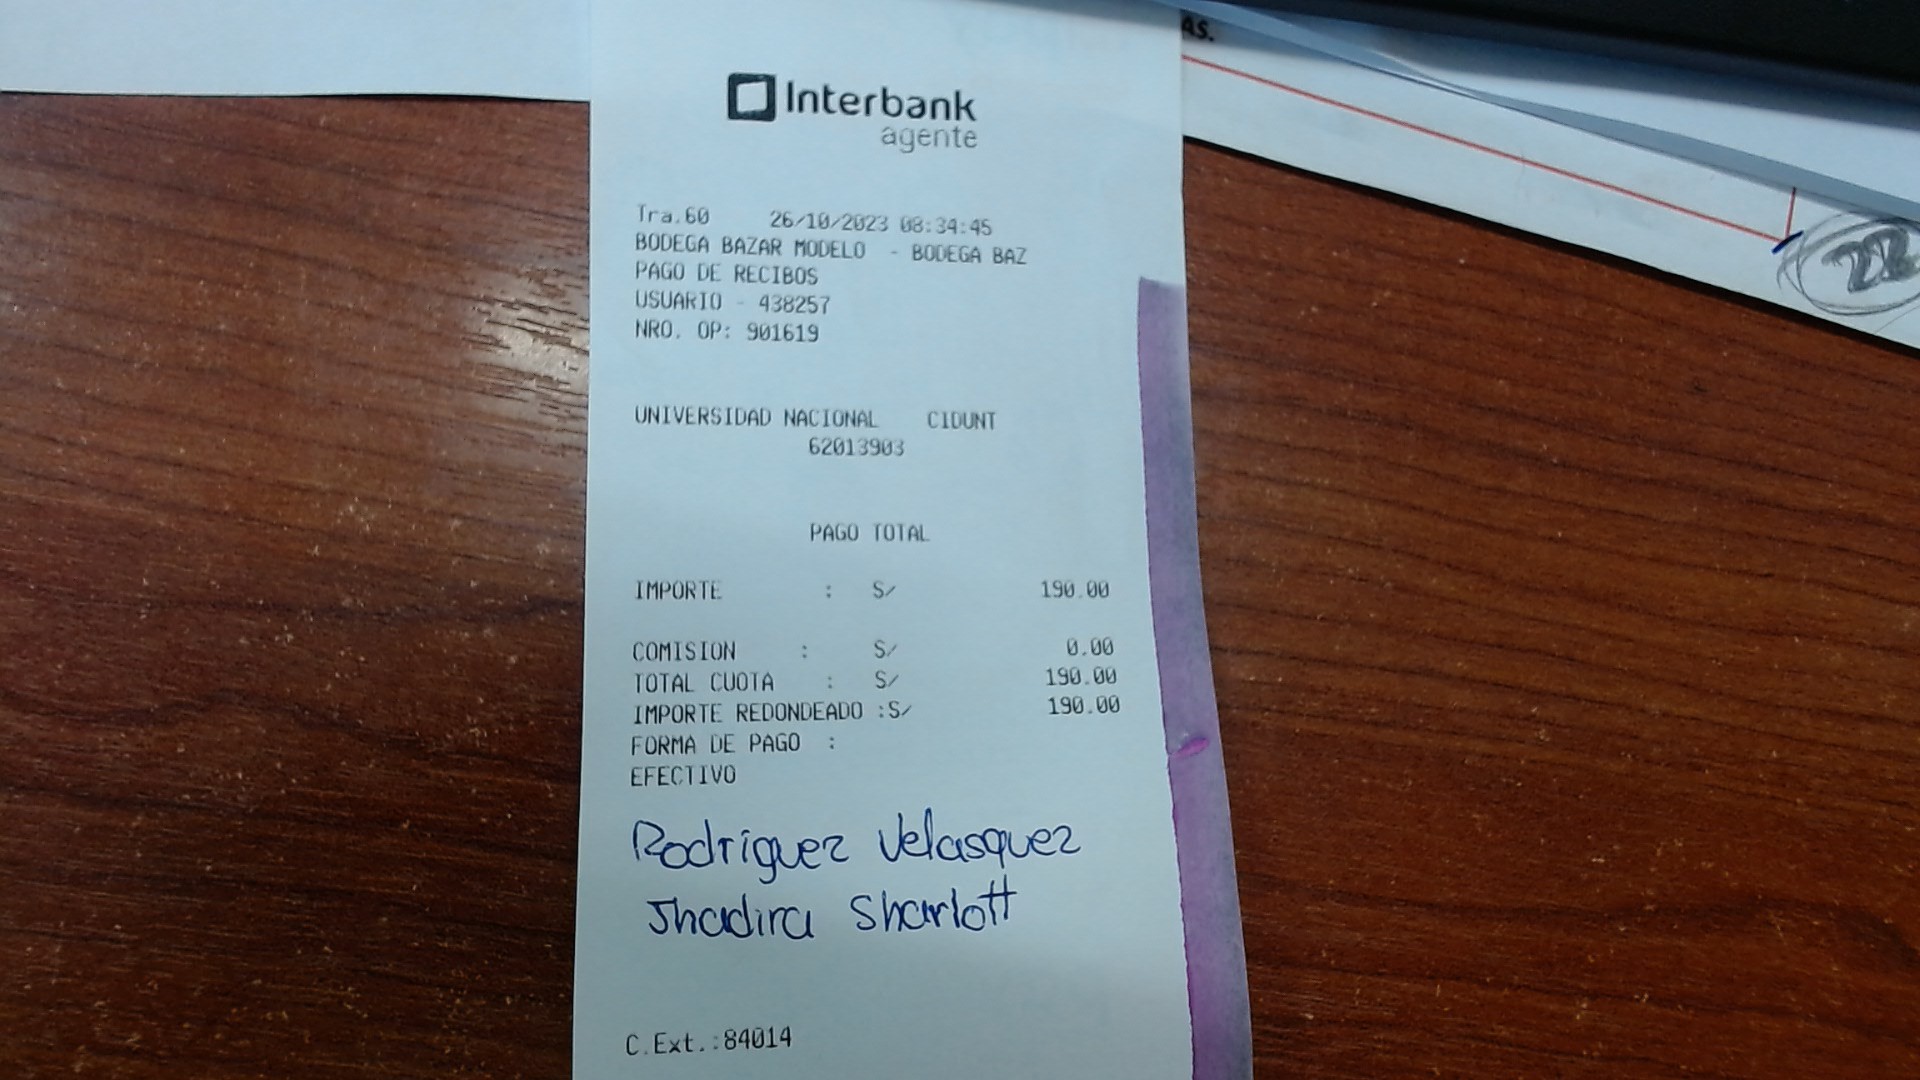 Interbank
agente
Tra.60 26/10/2023 08:34:45
BODEGA BAZAR MODELO - BODEGA BAZ
PAGO DE RECIBOS
USUARIO - 438257
NRO. OP: 901619
UNIVERSIDAD NACIONAL CIDUNT
62013903
PAGO TOTAL
IMPORTE : S/ 190.00
COMISION : S/ 0.00
TOTAL CUOTA : S/ 190.00
IMPORTE REDONDEADO :S/ 190.00
FORMA DE PAGO :
EFECTIVO
Rodriguez Velasquez
Jhadira Sharlott
C.Ext.:84014
AS.